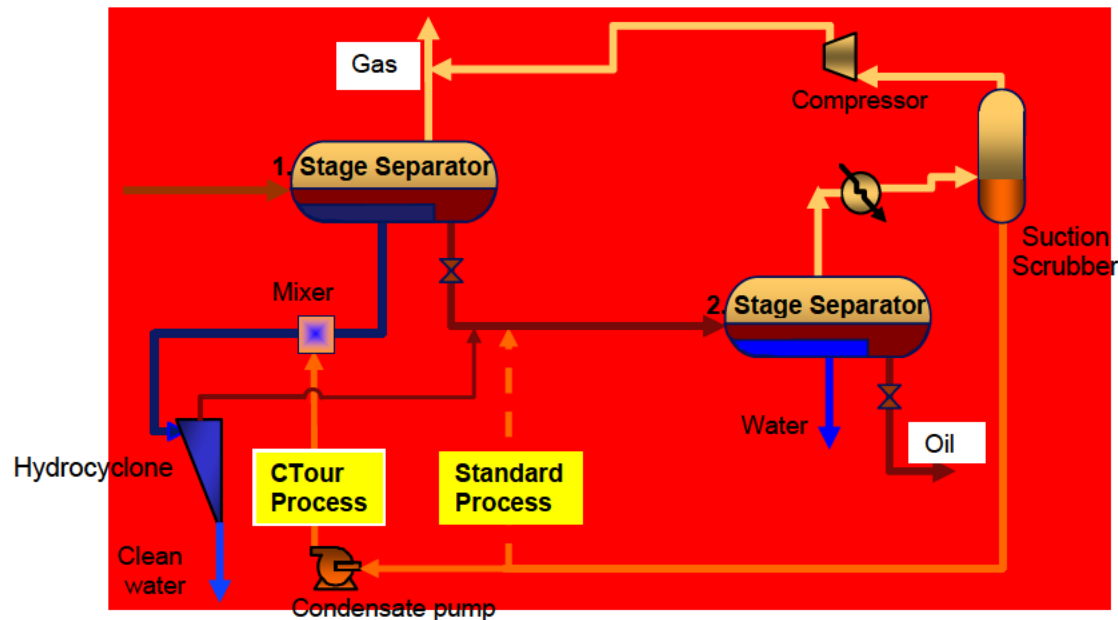 Gas
Compressor
1. Stage Separator
Suction
Scrubber
Mixer
2. Stage Separator
Water
Oil
Hydrocyclone
CTour
Process
Standard
Process
Clean
water
Condensate pump